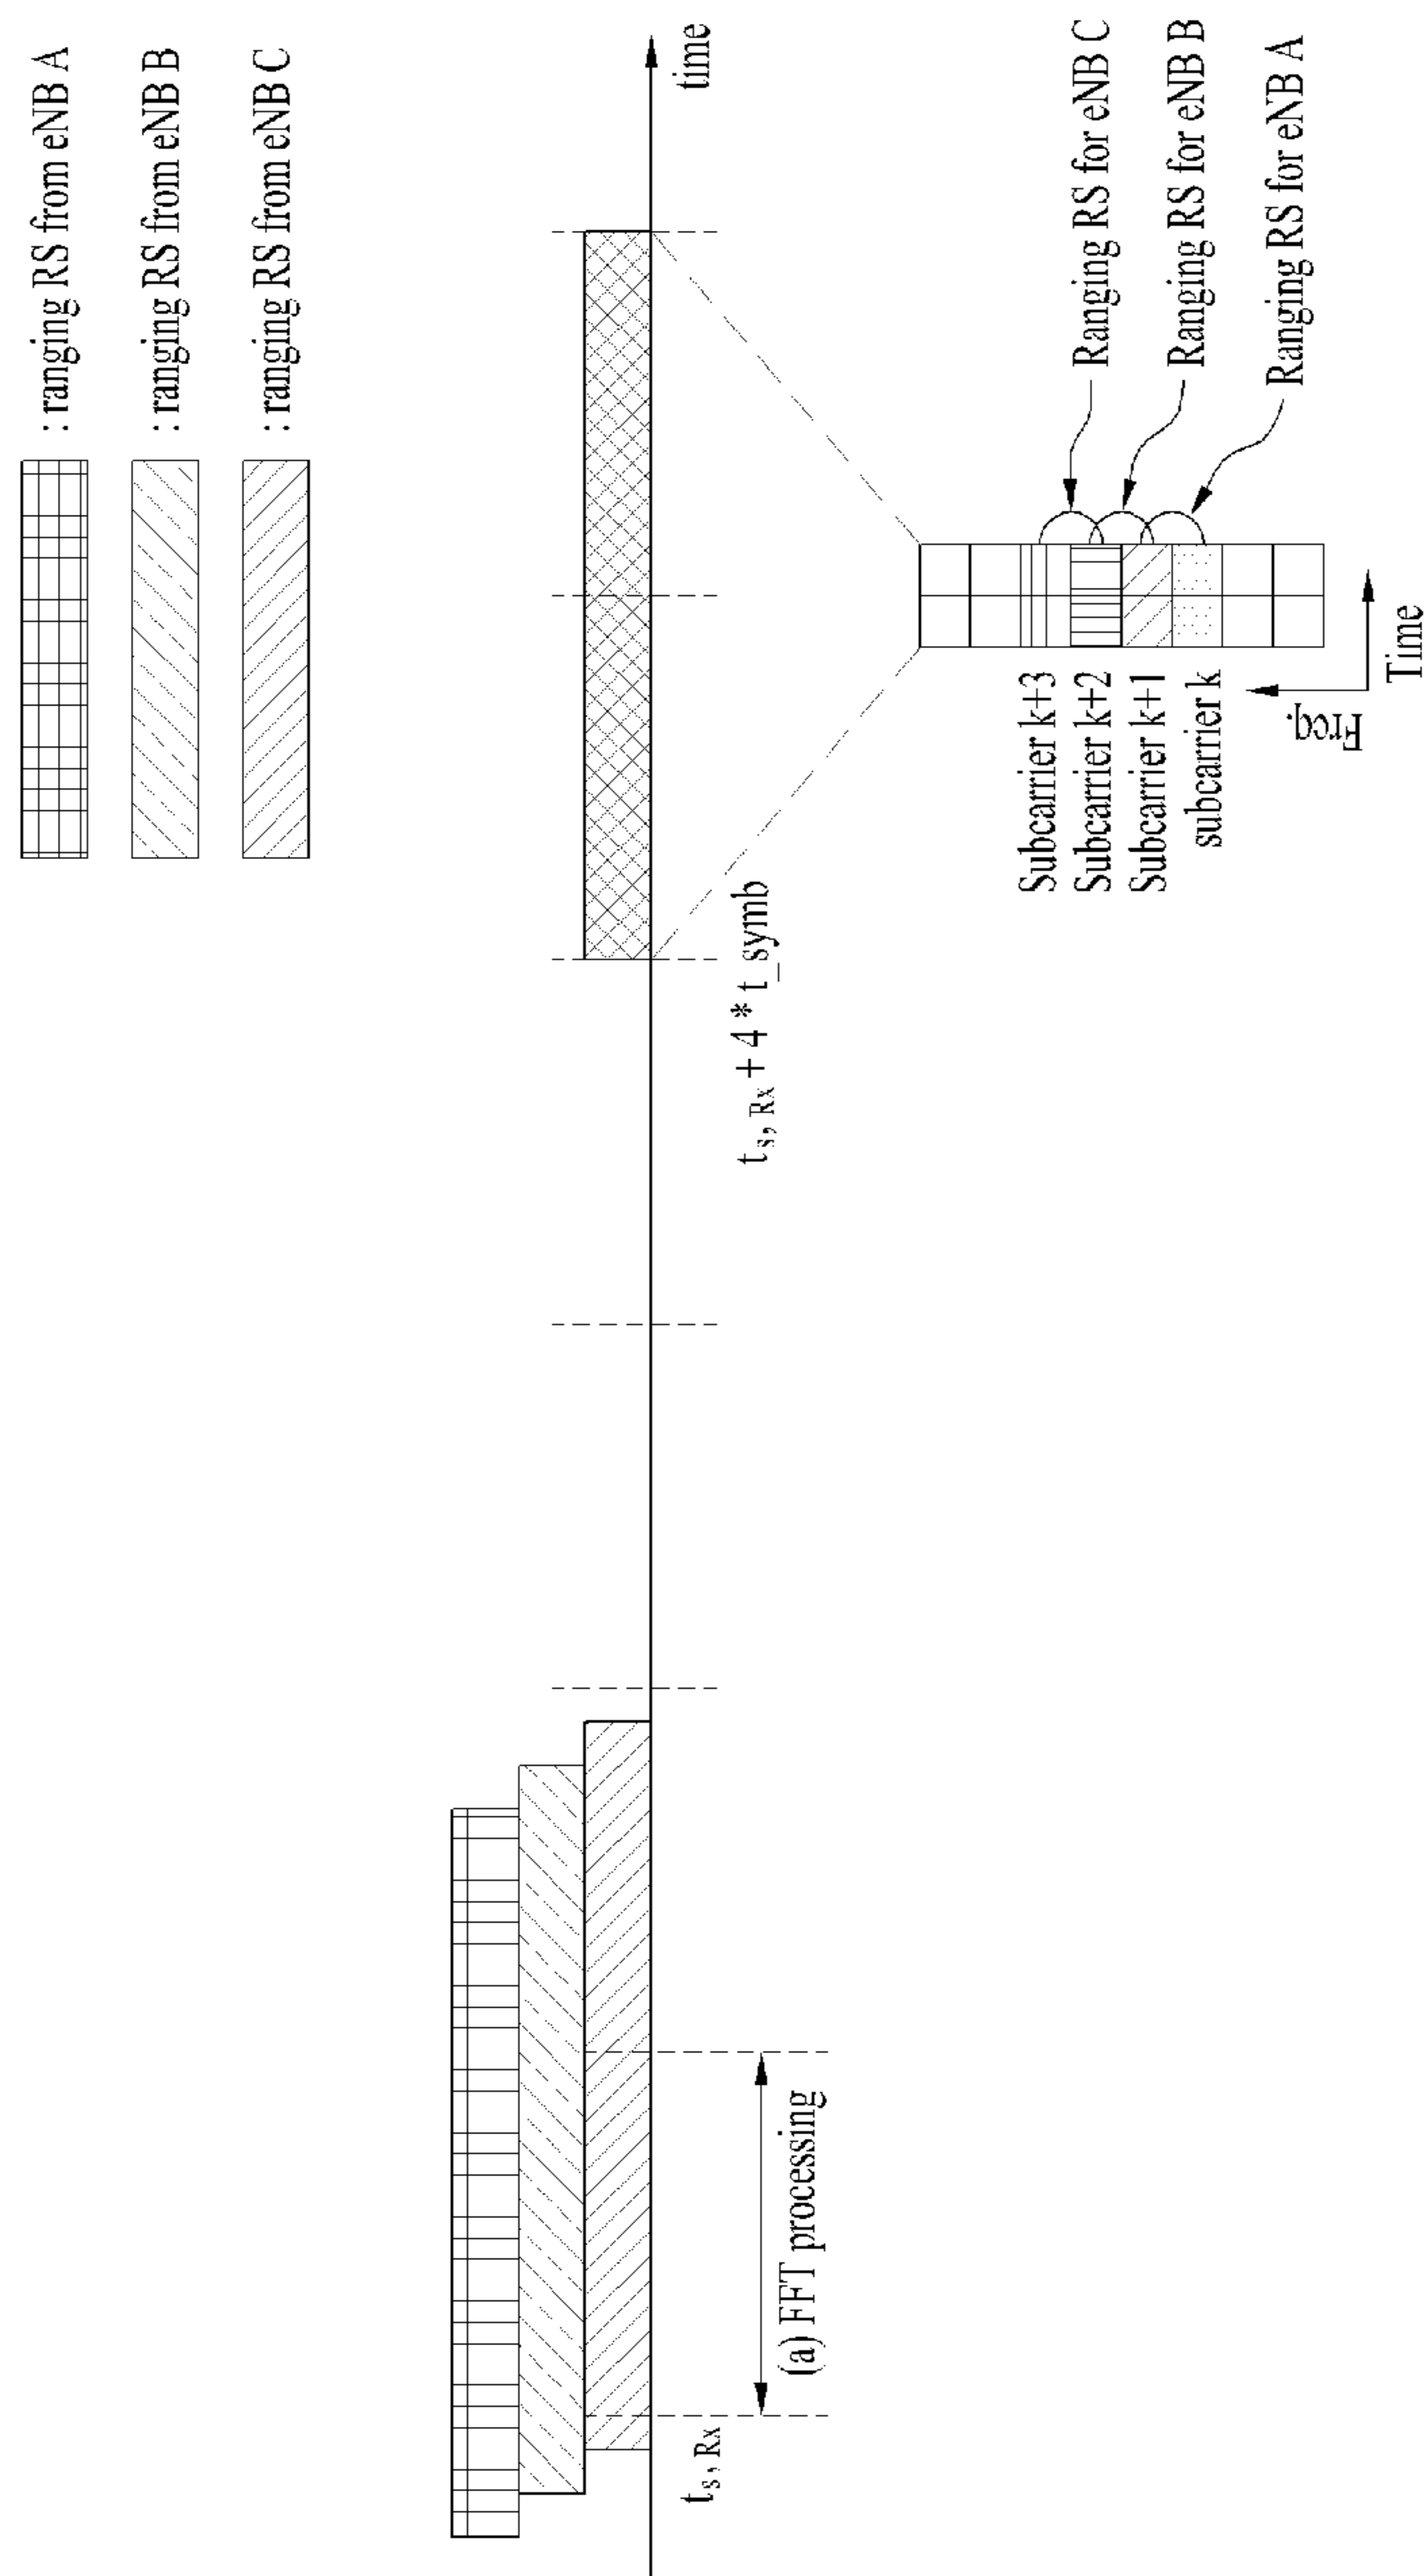 : ranging RS from eNB A
: ranging RS from eNB B
: ranging RS from eNB C
time
t_s, Rx
(a) FFT processing
t_s, Rx + 4 * t_symb
Subcarrier k+3
Subcarrier k+2
Subcarrier k+1
subcarrier k
Ranging RS for eNB C
Ranging RS for eNB B
Ranging RS for eNB A
Freq.
Time